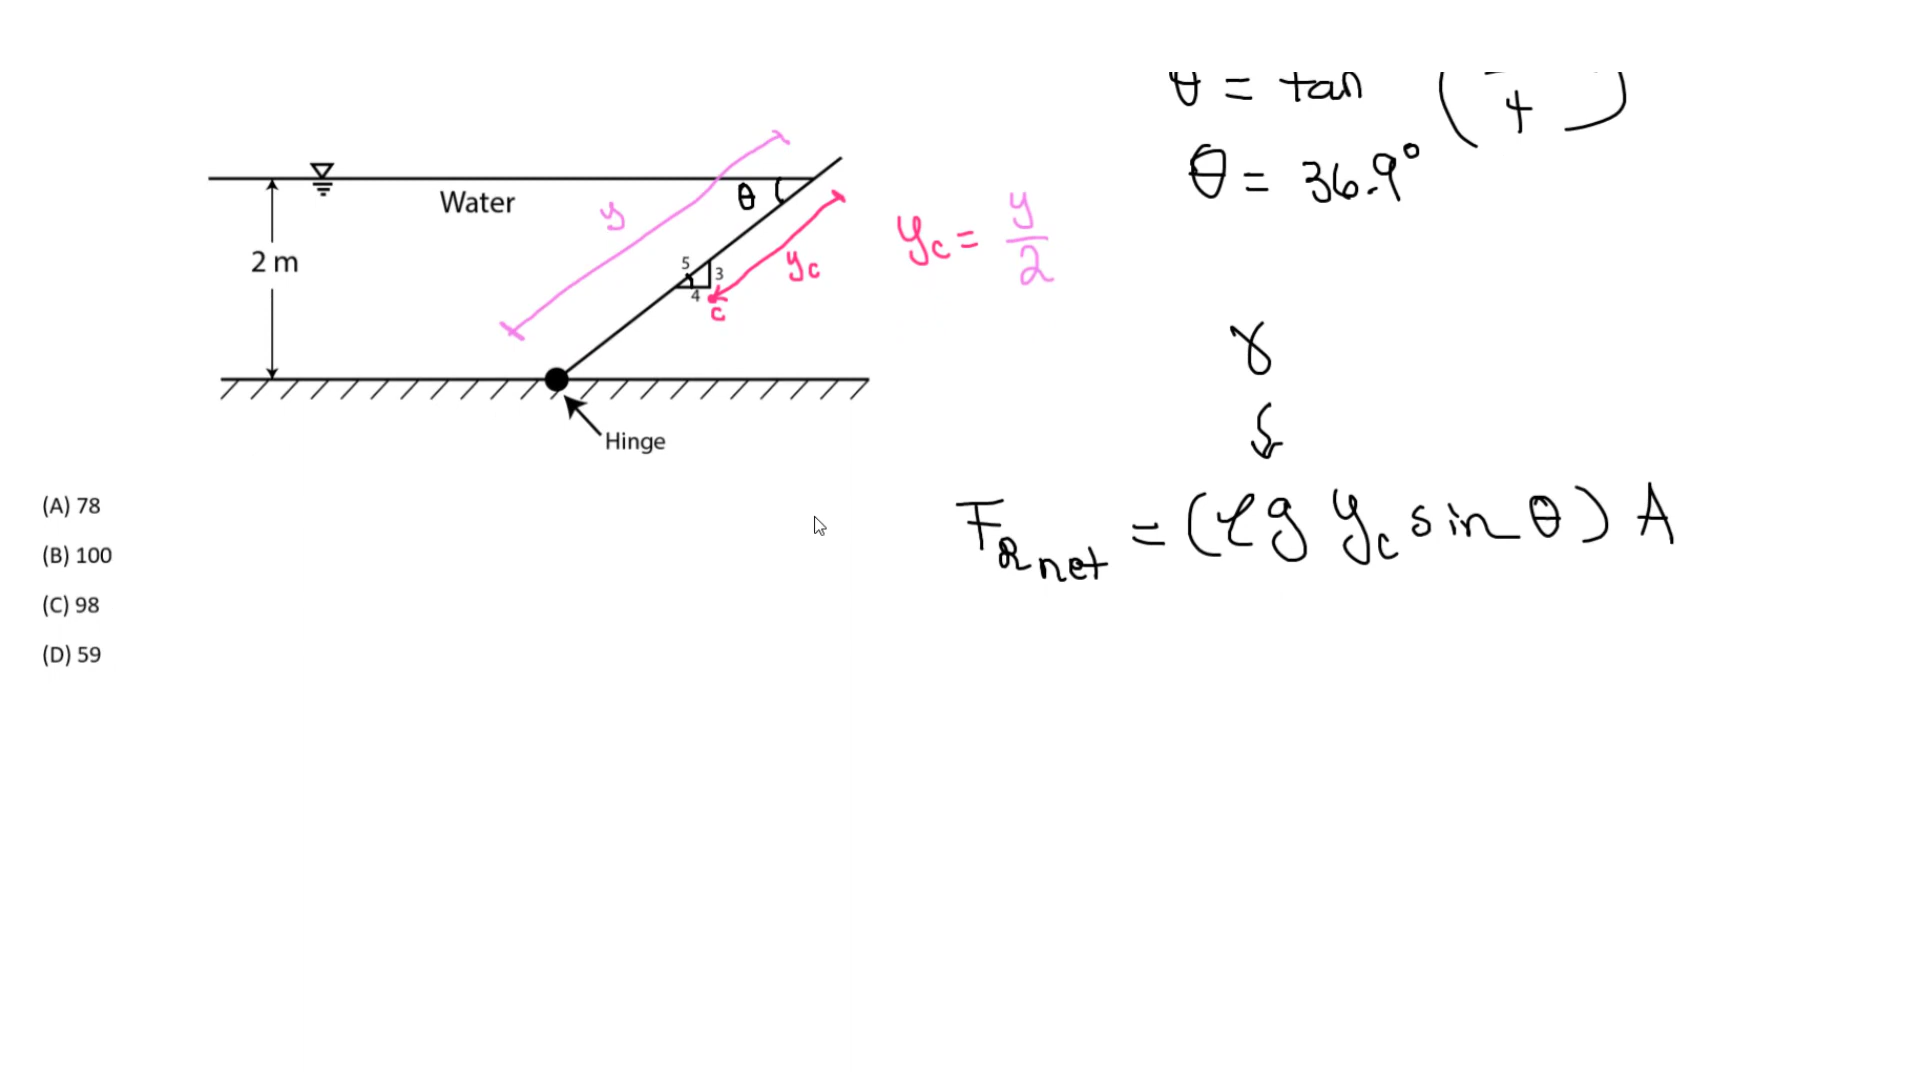 θ = tan ( / 4 )
θ = 36.9°
Water
θ
y
2 m
5
3
4
y_c
c
y_c = y/2
γ
Hinge
F_R net = (ρg y_c sin θ) A
(A) 78
(B) 100
(C) 98
(D) 59